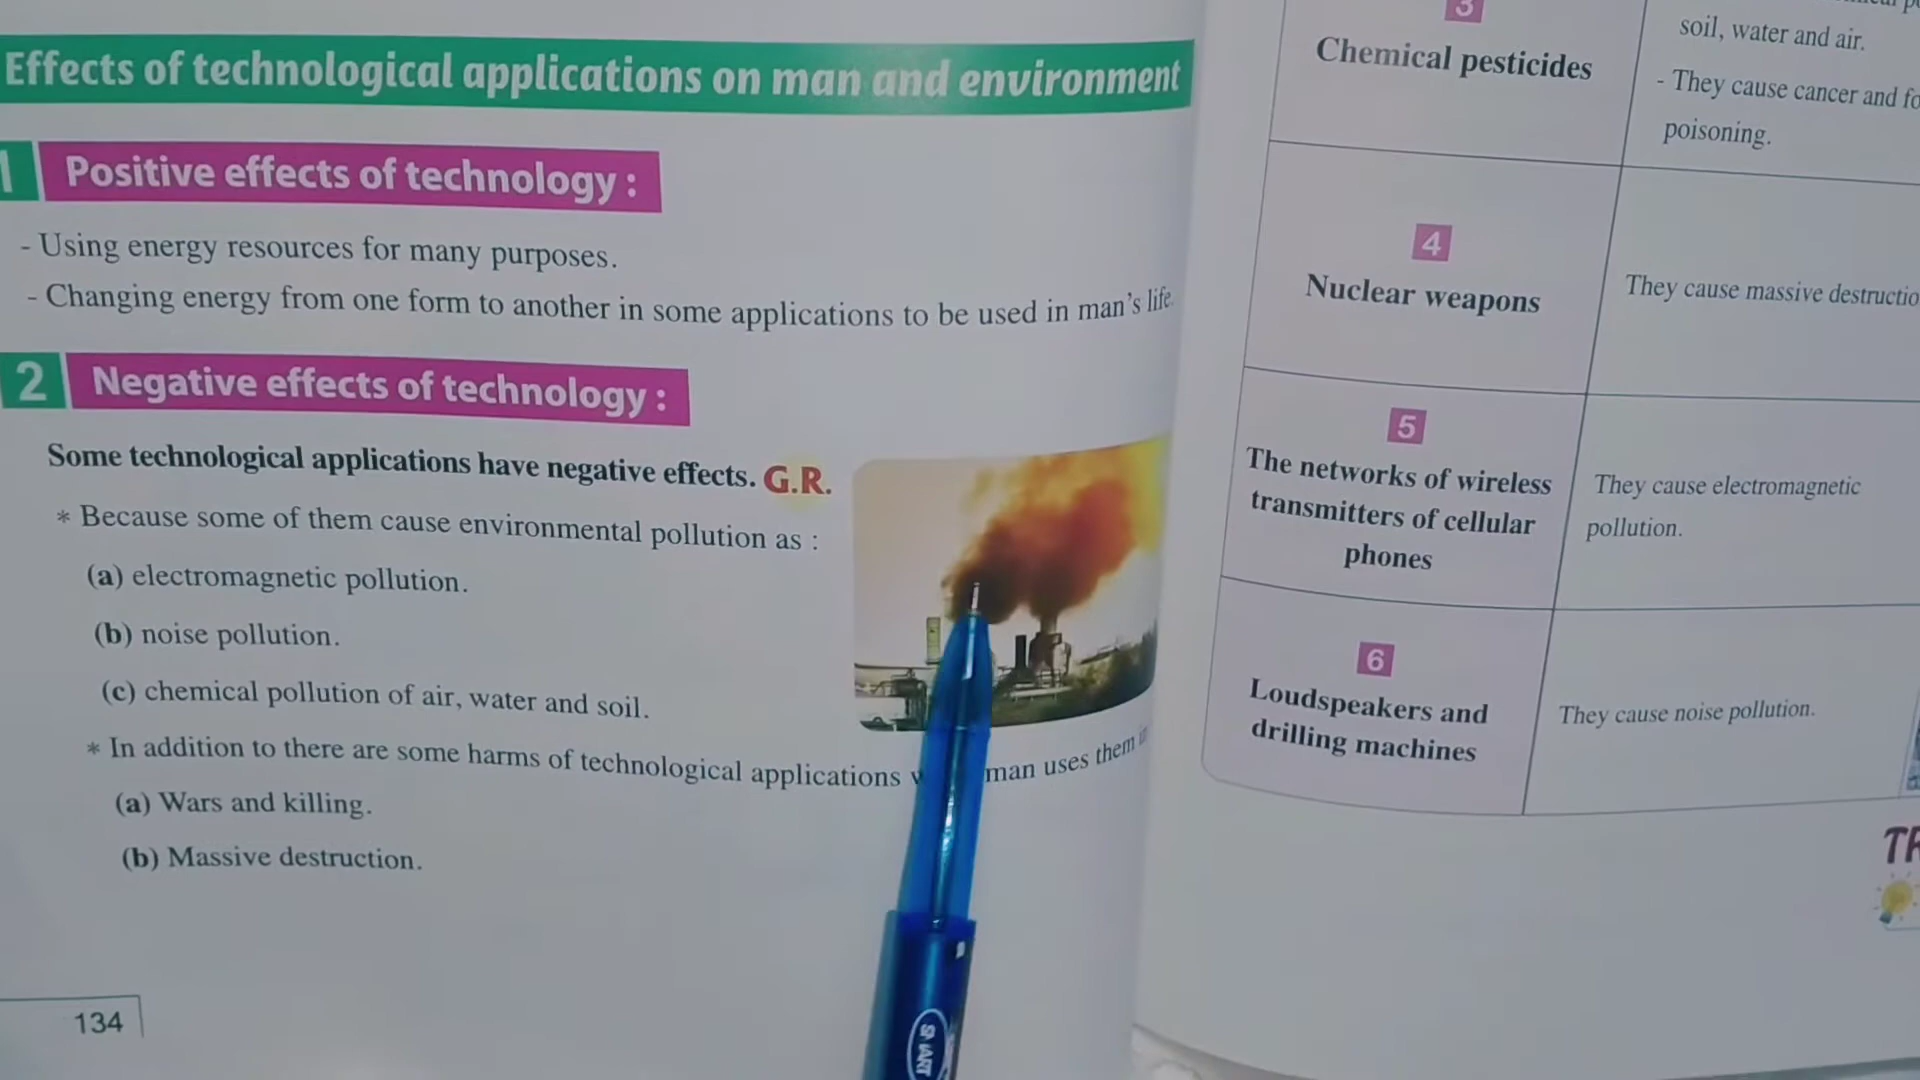 Effects of technological applications on man and environment
1 Positive effects of technology :
- Using energy resources for many purposes.
- Changing energy from one form to another in some applications to be used in man's life.
2 Negative effects of technology :
Some technological applications have negative effects. G.R.
* Because some of them cause environmental pollution as :
(a) electromagnetic pollution.
(b) noise pollution.
(c) chemical pollution of air, water and soil.
* In addition to there are some harms of technological applications man uses them in
(a) Wars and killing.
(b) Massive destruction.
134
SMART
3
Chemical pesticides
soil, water and air.
- They cause cancer and
poisoning.
4
Nuclear weapons
They cause massive
5
The networks of wireless
transmitters of cellular
phones
They cause electromagnetic
pollution.
6
Loudspeakers and
drilling machines
They cause noise pollution.